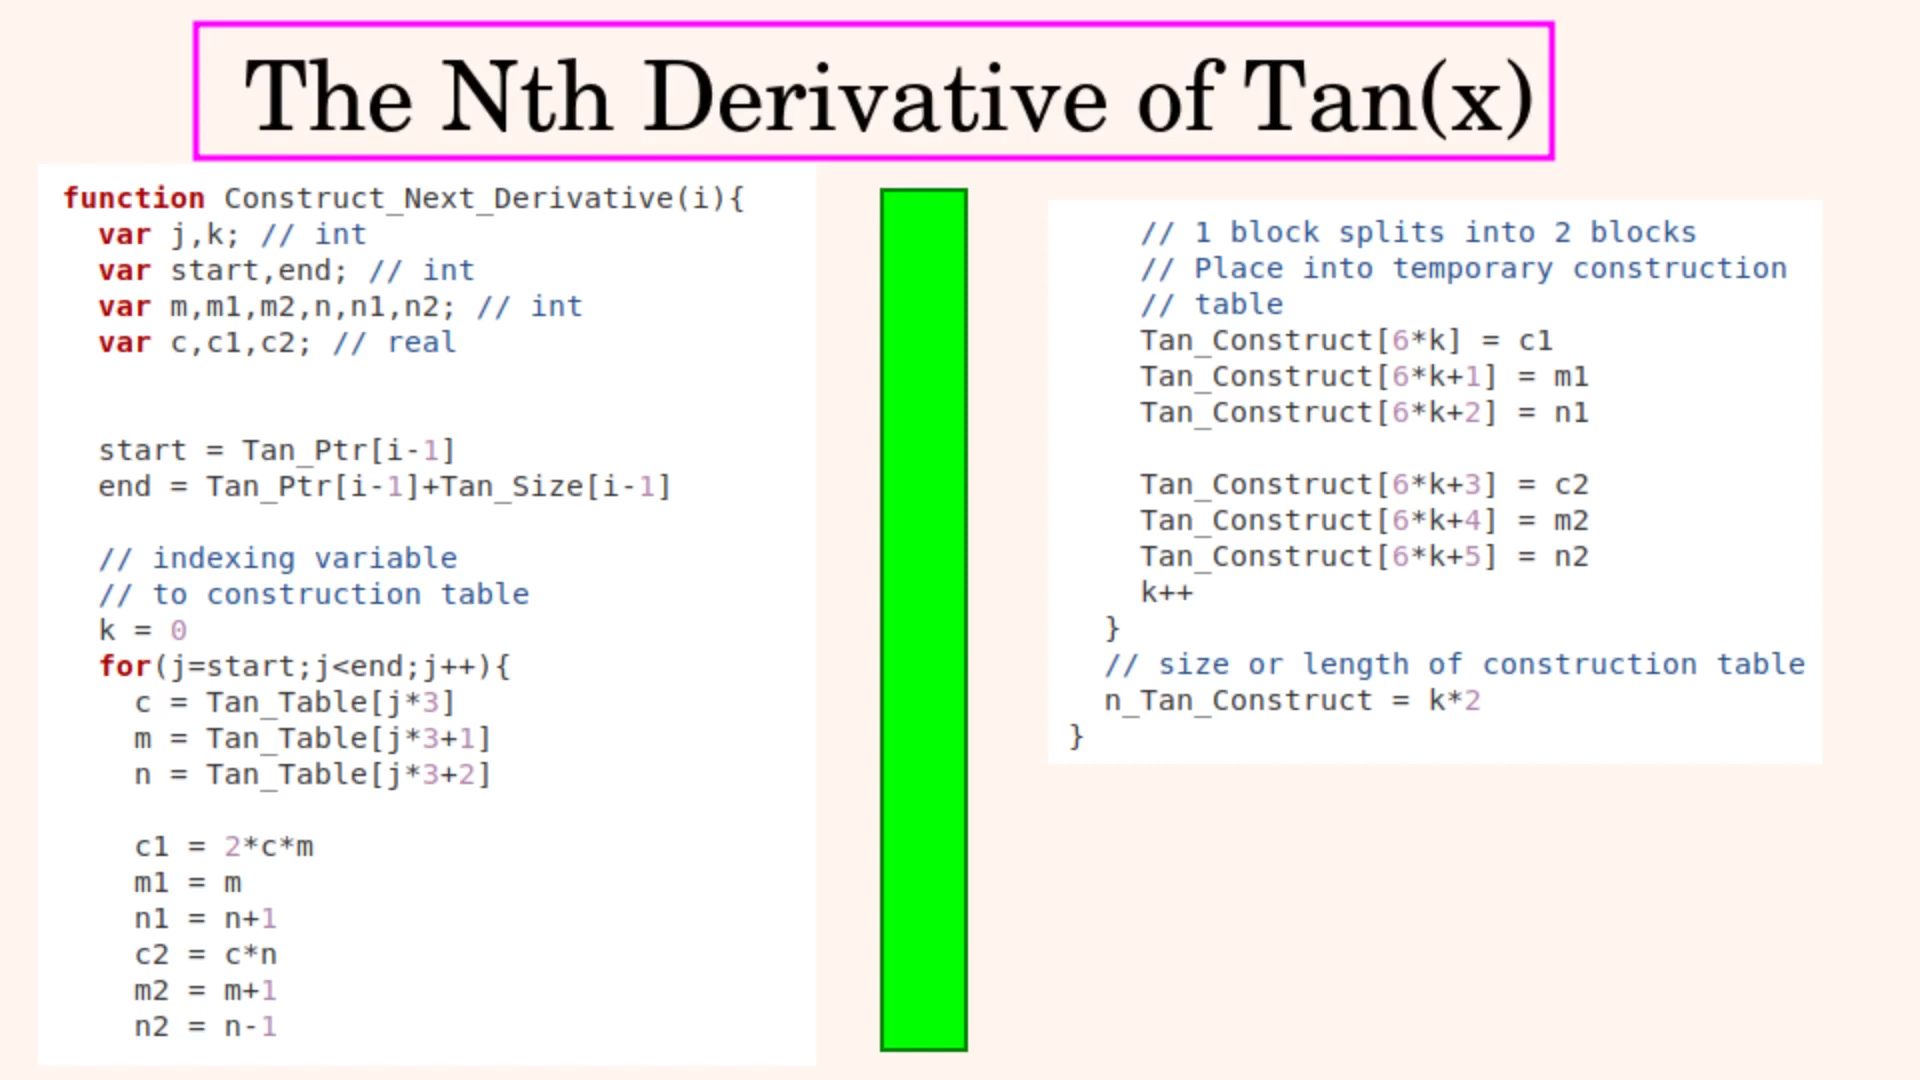 The Nth Derivative of Tan(x)
function Construct_Next_Derivative(i){
var j,k; // int
var start,end; // int
var m,m1,m2,n,n1,n2; // int
var c,c1,c2; // real
start = Tan_Ptr[i-1]
end = Tan_Ptr[i-1]+Tan_Size[i-1]
// indexing variable
// to construction table
k = 0
for(j=start;j<end;j++){
c = Tan_Table[j*3]
m = Tan_Table[j*3+1]
n = Tan_Table[j*3+2]
c1 = 2*c*m
m1 = m
n1 = n+1
c2 = c*n
m2 = m+1
n2 = n-1
// 1 block splits into 2 blocks
// Place into temporary construction
// table
Tan_Construct[6*k] = c1
Tan_Construct[6*k+1] = m1
Tan_Construct[6*k+2] = n1
Tan_Construct[6*k+3] = c2
Tan_Construct[6*k+4] = m2
Tan_Construct[6*k+5] = n2
k++
}
// size or length of construction table
n_Tan_Construct = k*2
}